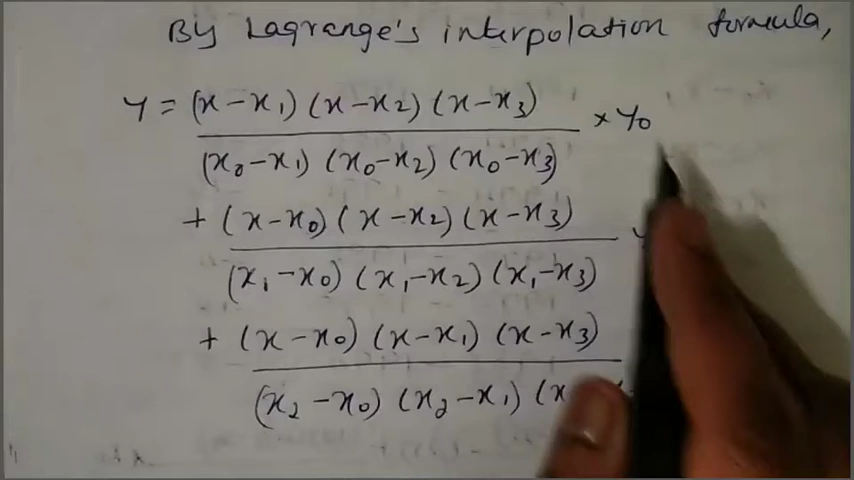 By Lagrange's interpolation formula,
y = (x-x₁) (x-x₂) (x-x₃)
× y₀
(x₀-x₁) (x₀-x₂) (x₀-x₃)
+ (x-x₀) (x-x₂) (x-x₃)
(x₁-x₀) (x₁-x₂) (x₁-x₃)
+ (x-x₀) (x-x₁) (x-x₃)
(x₂-x₀) (x₂-x₁) (x